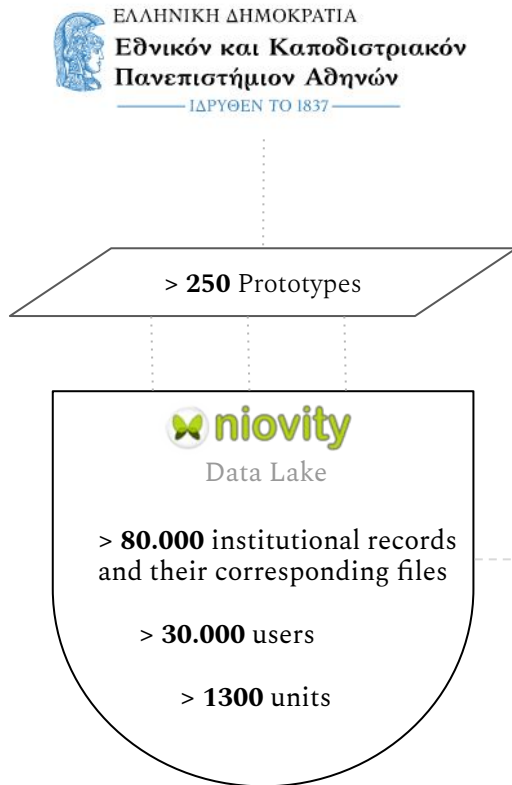 ΕΛΛΗΝΙΚΗ ΔΗΜΟΚΡΑΤΙΑ
Εθνικόν και Καποδιστριακόν
Πανεπιστήμιον Αθηνών
ΙΔΡΥΘΕΝ ΤΟ 1837
> 250 Prototypes
niovity
Data Lake
> 80.000 institutional records
and their corresponding files
> 30.000 users
> 1300 units